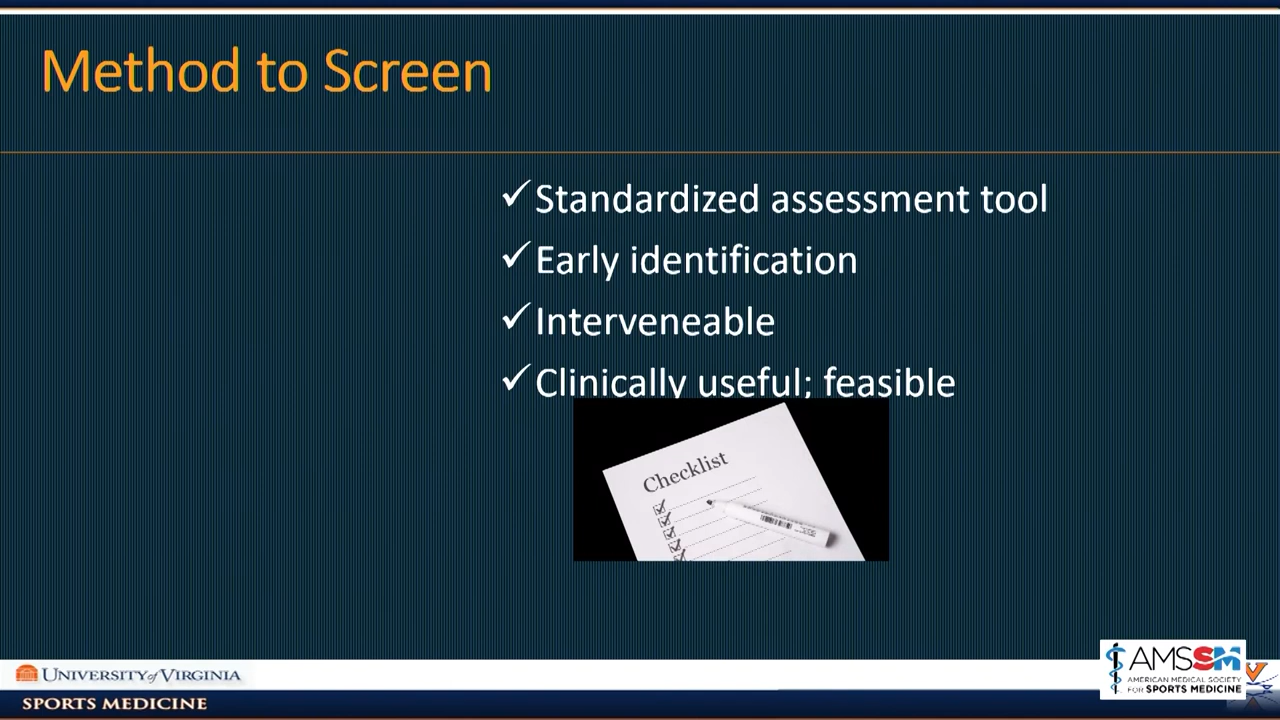 Method to Screen
✓Standardized assessment tool
✓Early identification
✓Interveneable
✓Clinically useful; feasible
Checklist
UNIVERSITY of VIRGINIA
SPORTS MEDICINE
AMSSM
AMERICAN MEDICAL SOCIETY
FOR SPORTS MEDICINE